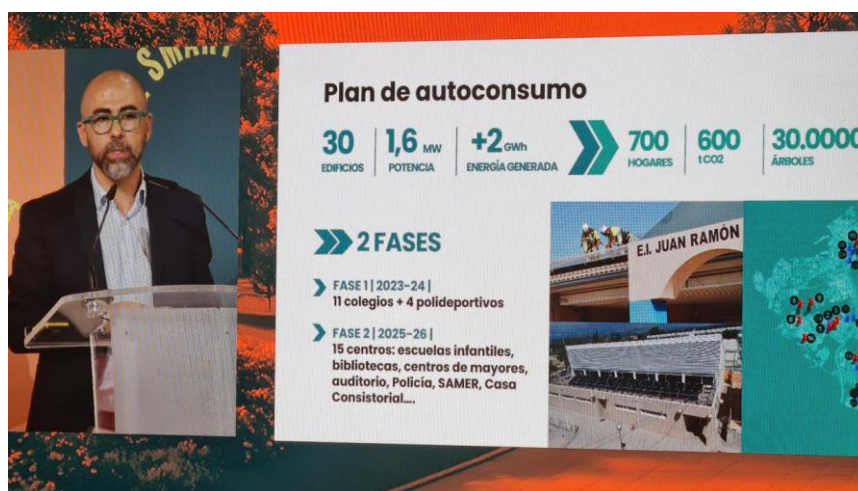 SMART
Plan de autoconsumo
30
EDIFICIOS
1,6 MW
POTENCIA
+2 GWh
ENERGÍA GENERADA
700
HOGARES
600
tCO2
30.0000
ÁRBOLES
2 FASES
FASE 1 | 2023-24 |
11 colegios + 4 polideportivos
FASE 2 | 2025-26 |
15 centros: escuelas infantiles,
bibliotecas, centros de mayores,
auditorio, Policía, SAMER, Casa
Consistorial....
E.I. JUAN RAMÓN